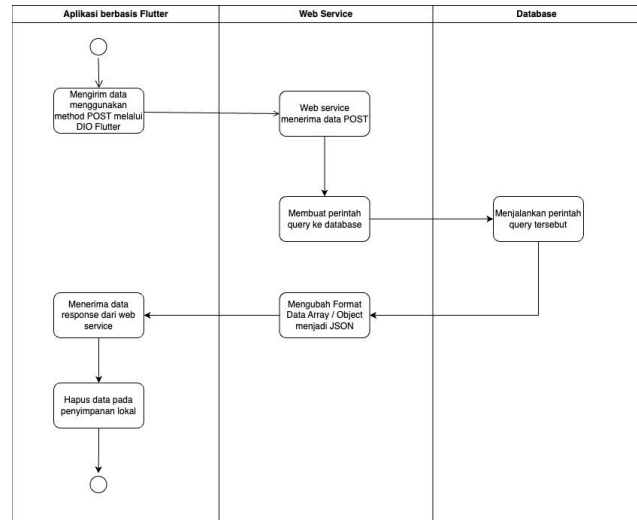 Aplikasi berbasis Flutter
Web Service
Database
Mengirim data
menggunakan
method POST melalui
DIO Flutter
Web service
menerima data POST
Membuat perintah
query ke database
Menjalankan perintah
query tersebut
Menerima data
response dari web
service
Mengubah Format
Data Array / Object
menjadi JSON
Hapus data pada
penyimpanan lokal